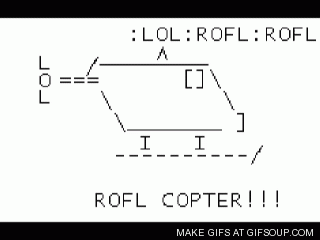 :LOL:ROFL:ROFL
L
O ===
L
[]
]
I I
ROFL COPTER!!!
MAKE GIFS AT GIFSOUP.COM